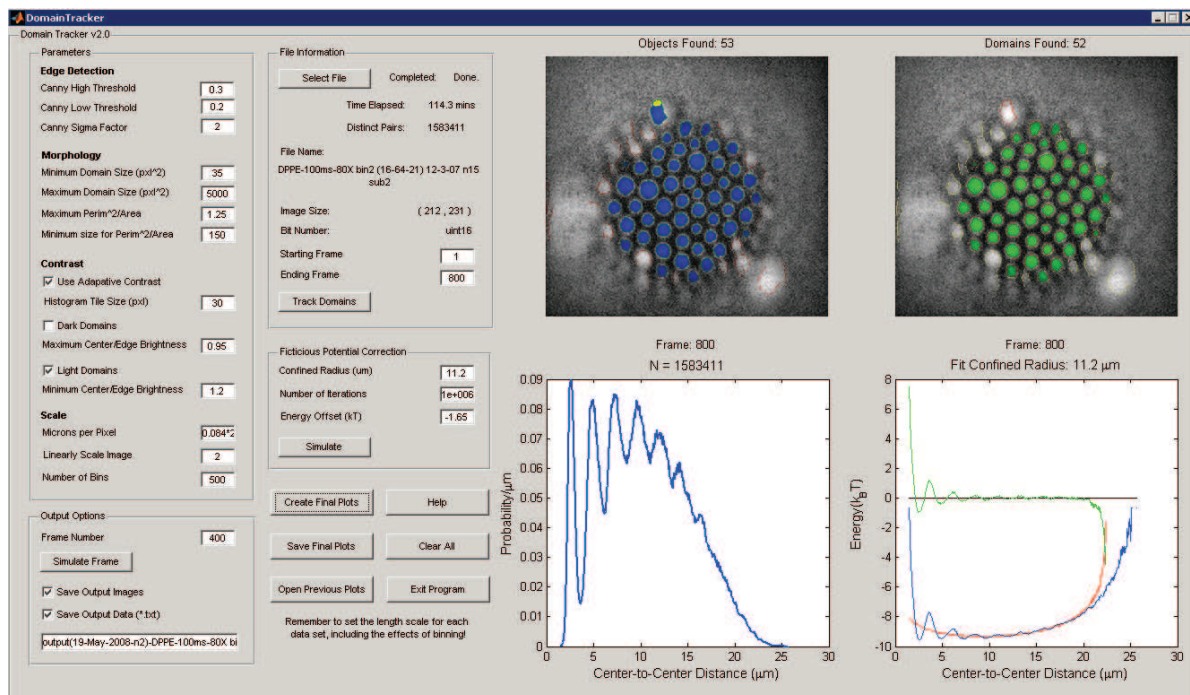 DomainTracker
Domain Tracker v2.0
Parameters
Edge Detection
Canny High Threshold 0.3
Canny Low Threshold 0.2
Canny Sigma Factor 2
Morphology
Minimum Domain Size (pxl^2) 35
Maximum Domain Size (pxl^2) 5000
Maximum Perim^2/Area 1.25
Minimum size for Perim^2/Area 150
Contrast
Use Adaptive Contrast
Histogram Tile Size (pxl) 30
Dark Domains
Maximum Center/Edge Brightness 0.95
Light Domains
Minimum Center/Edge Brightness 1.2
Scale
Microns per Pixel 0.084*2
Linearly Scale Image 2
Number of Bins 500
Output Options
Frame Number 400
Simulate Frame
Save Output Images
Save Output Data (*.txt)
output(19-May-2008-n2)-DPPE-100ms-80X bi
File Information
Select File Completed: Done.
Time Elapsed: 114.3 mins
Distinct Pairs: 1583411
File Name:
DPPE-100ms-80X bin2 (16-64-21) 12-3-07 n15
sub2
Image Size: ( 212 , 231 )
Bit Number: uint16
Starting Frame 1
Ending Frame 800
Track Domains
Ficticious Potential Correction
Confined Radius (um) 11.2
Number of Iterations 1e+006
Energy Offset (kT) -1.65
Simulate
Create Final Plots Help
Save Final Plots Clear All
Open Previous Plots Exit Program
Remember to set the length scale for each
data set, including the effects of binning!
Objects Found: 53
Frame: 800
Domains Found: 52
Frame: 800
N = 1583411
Probability/μm
0.09
0.08
0.07
0.06
0.05
0.04
0.03
0.02
0.01
0
0 5 10 15 20 25 30
Center-to-Center Distance (μm)
Fit Confined Radius: 11.2 μm
Energy(k_BT)
8
6
4
2
0
-2
-4
-6
-8
-10
0 5 10 15 20 25 30
Center-to-Center Distance (μm)